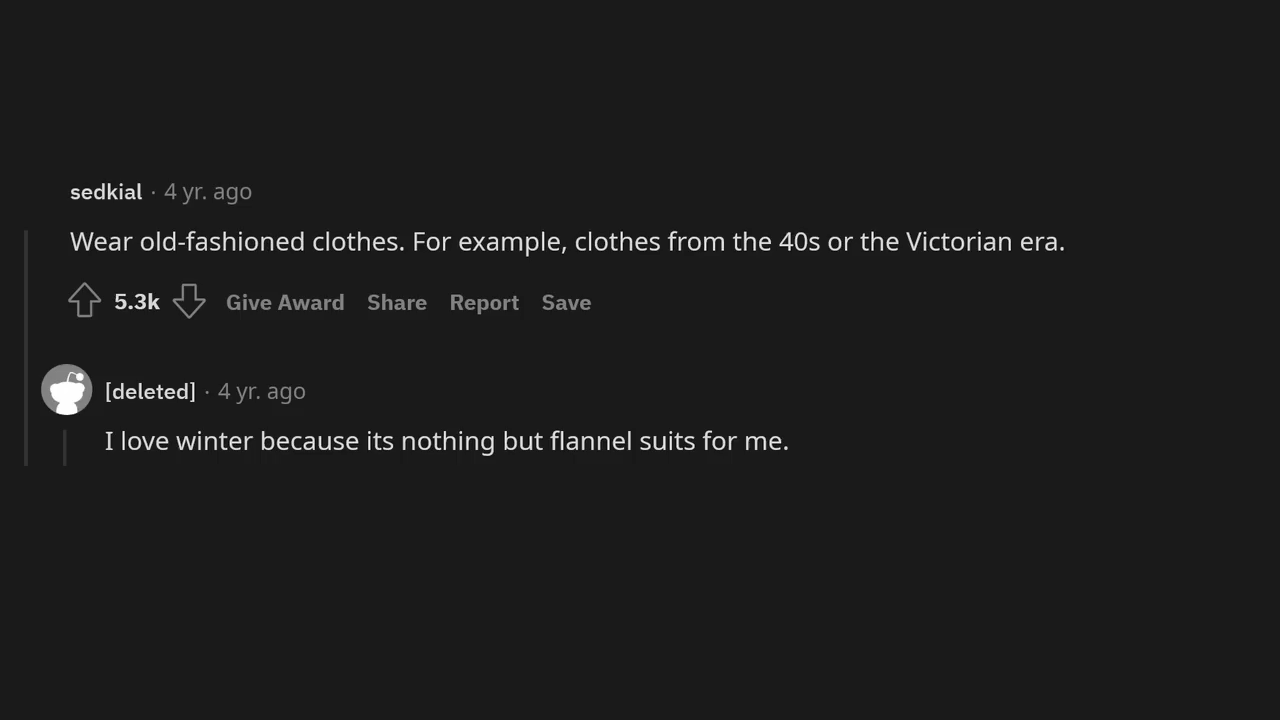 sedkial · 4 yr. ago
Wear old-fashioned clothes. For example, clothes from the 40s or the Victorian era.
5.3k Give Award Share Report Save
[deleted] · 4 yr. ago
I love winter because its nothing but flannel suits for me.